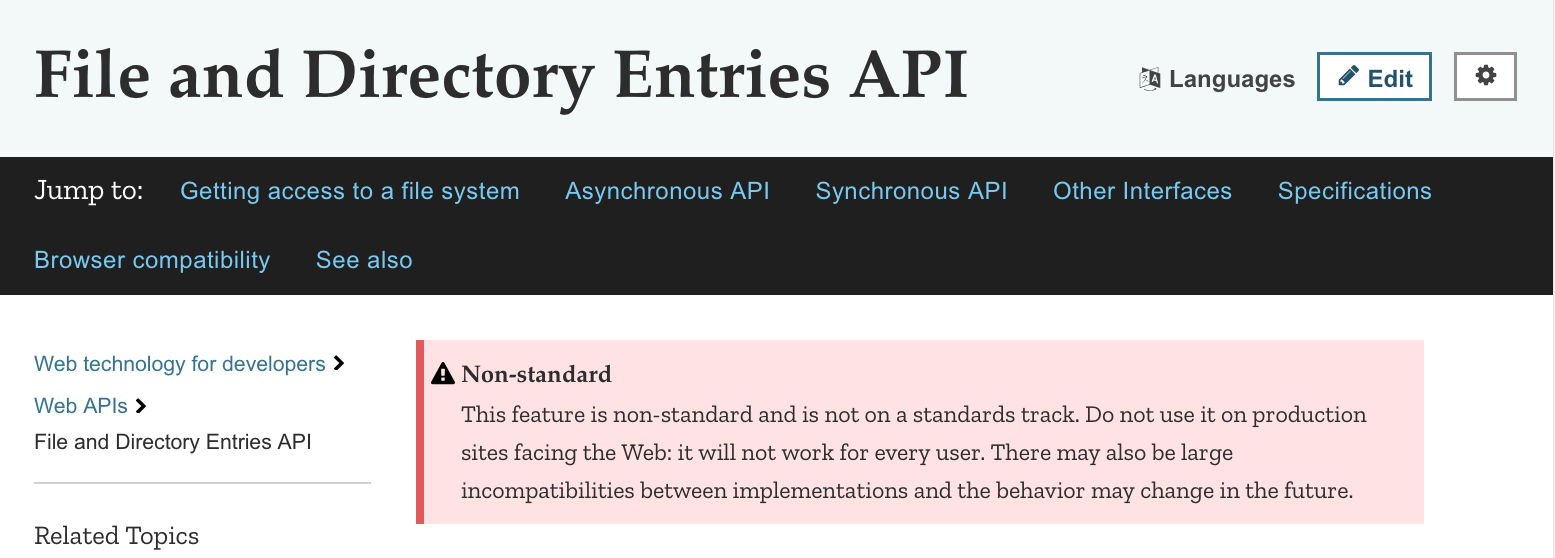 File and Directory Entries API
Languages
Edit
Jump to: Getting access to a file system Asynchronous API Synchronous API Other Interfaces Specifications
Browser compatibility See also
Web technology for developers
Web APIs
File and Directory Entries API
Related Topics
Non-standard
This feature is non-standard and is not on a standards track. Do not use it on production
sites facing the Web: it will not work for every user. There may also be large
incompatibilities between implementations and the behavior may change in the future.